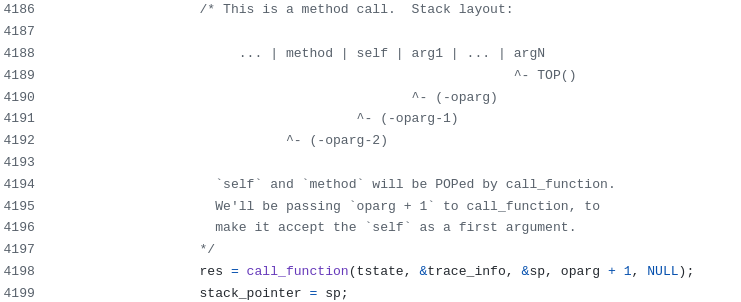 4186                     /* This is a method call.  Stack layout:
4187
4188                          ... | method | self | arg1 | ... | argN
4189                                                             ^- TOP()
4190                                                ^- (-oparg)
4191                                         ^- (-oparg-1)
4192                                ^- (-oparg-2)
4193
4194                       `self` and `method` will be POPed by call_function.
4195                       We'll be passing `oparg + 1` to call_function, to
4196                       make it accept the `self` as a first argument.
4197                     */
4198                     res = call_function(tstate, &trace_info, &sp, oparg + 1, NULL);
4199                     stack_pointer = sp;